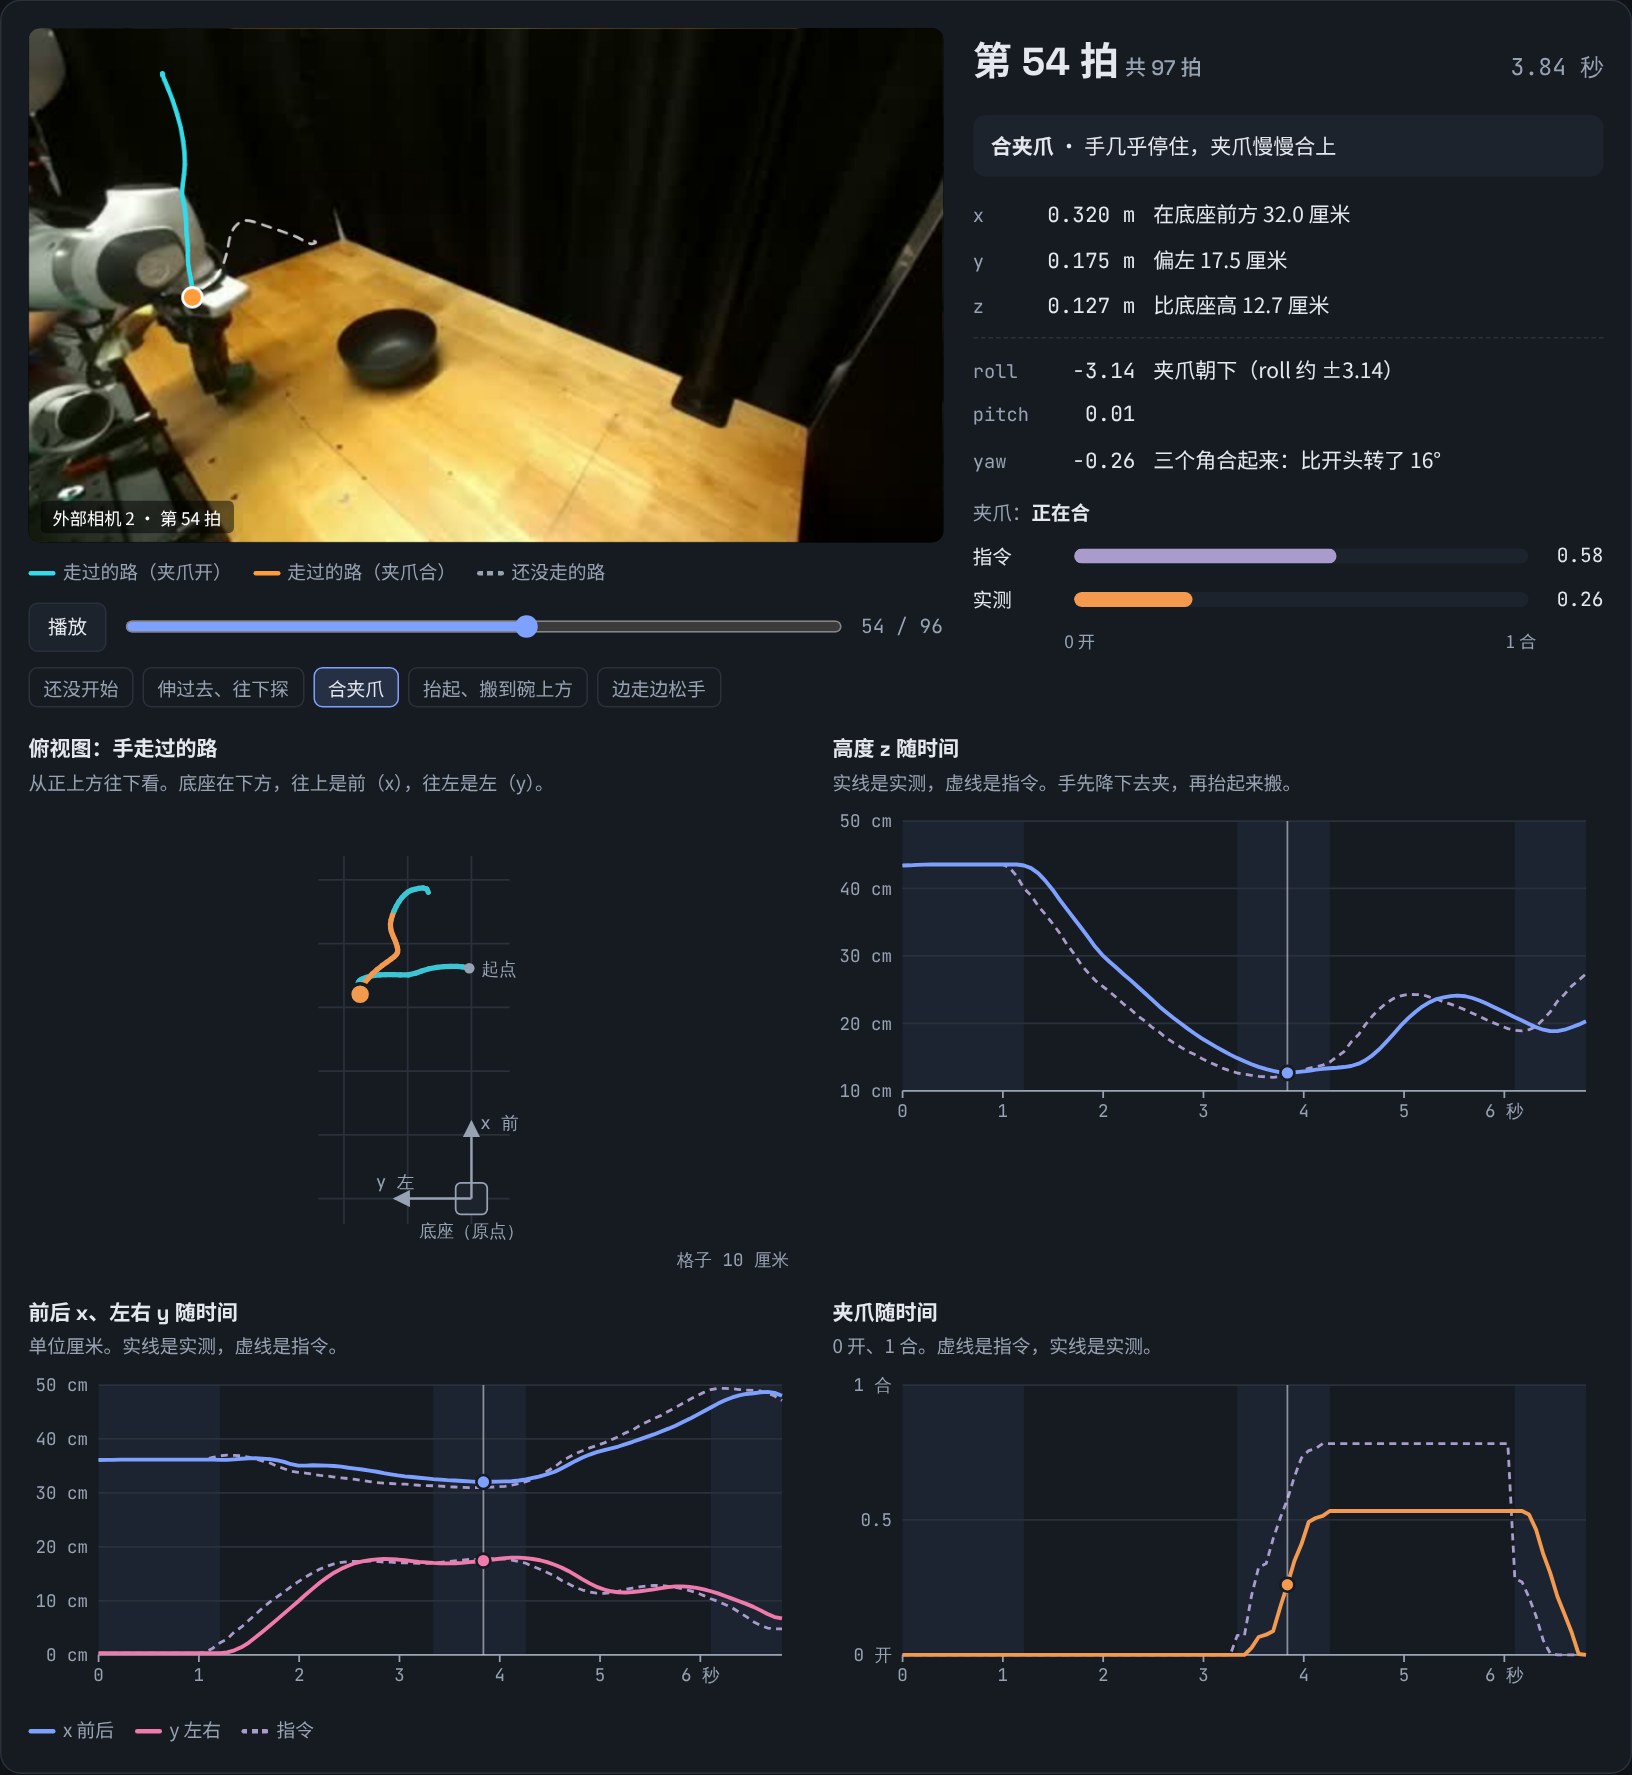 第 54 拍 共 97 拍
3.84 秒
合夹爪 · 手几乎停住，夹爪慢慢合上
x 0.320 m 在底座前方 32.0 厘米
y 0.175 m 偏左 17.5 厘米
z 0.127 m 比底座高 12.7 厘米
roll -3.14 夹爪朝下（roll 约 ±3.14）
pitch 0.01
yaw -0.26 三个角合起来：比开头转了 16°
夹爪：正在合
指令 0.58
实测 0.26
0 开 1 合
外部相机 2 · 第 54 拍
走过的路（夹爪开） 走过的路（夹爪合） 还没走的路
播放 54 / 96
还没开始 伸过去、往下探 合夹爪 抬起、搬到碗上方 边走边松手
俯视图：手走过的路
从正上方往下看。底座在下方，往上是前（x），往左是左（y）。
起点
x 前
y 左
底座（原点）
格子 10 厘米
高度 z 随时间
实线是实测，虚线是指令。手先降下去夹，再抬起来搬。
50 cm
40 cm
30 cm
20 cm
10 cm
0 1 2 3 4 5 6 秒
前后 x、左右 y 随时间
单位厘米。实线是实测，虚线是指令。
50 cm
40 cm
30 cm
20 cm
10 cm
0 cm
0 1 2 3 4 5 6 秒
x 前后 y 左右 指令
夹爪随时间
0 开、1 合。虚线是指令，实线是实测。
1 合
0.5
0 开
0 1 2 3 4 5 6 秒